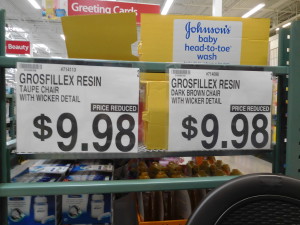 Greeting Cards
Beauty
Johnson's
baby
head-to-toe
wash
GROSFILLEX RESIN
TAUPE CHAIR
WITH WICKER DETAIL
PRICE REDUCED
$9.98
GROSFILLEX RESIN
DARK BROWN CHAIR
WITH WICKER DETAIL
PRICE REDUCED
$9.98